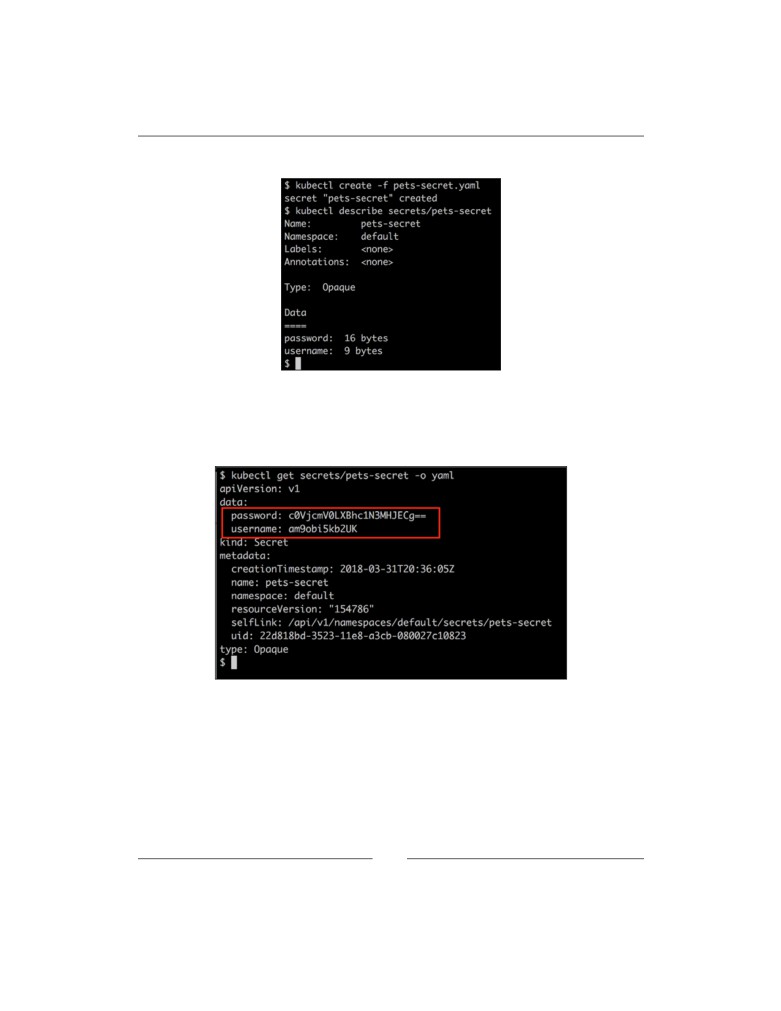 $ kubectl create -f pets-secret.yaml
secret "pets-secret" created
$ kubectl describe secrets/pets-secret
Name:         pets-secret
Namespace:    default
Labels:       <none>
Annotations:  <none>
Type:  Opaque
Data
====
password:  16 bytes
username:  9 bytes
$
$ kubectl get secrets/pets-secret -o yaml
apiVersion: v1
data:
  password: c0VjcmV0LXBhc1N3MHJECg==
  username: am9obi5kb2UK
kind: Secret
metadata:
  creationTimestamp: 2018-03-31T20:36:05Z
  name: pets-secret
  namespace: default
  resourceVersion: "154786"
  selfLink: /api/v1/namespaces/default/secrets/pets-secret
  uid: 22d818bd-3523-11e8-a3cb-080027c10823
type: Opaque
$